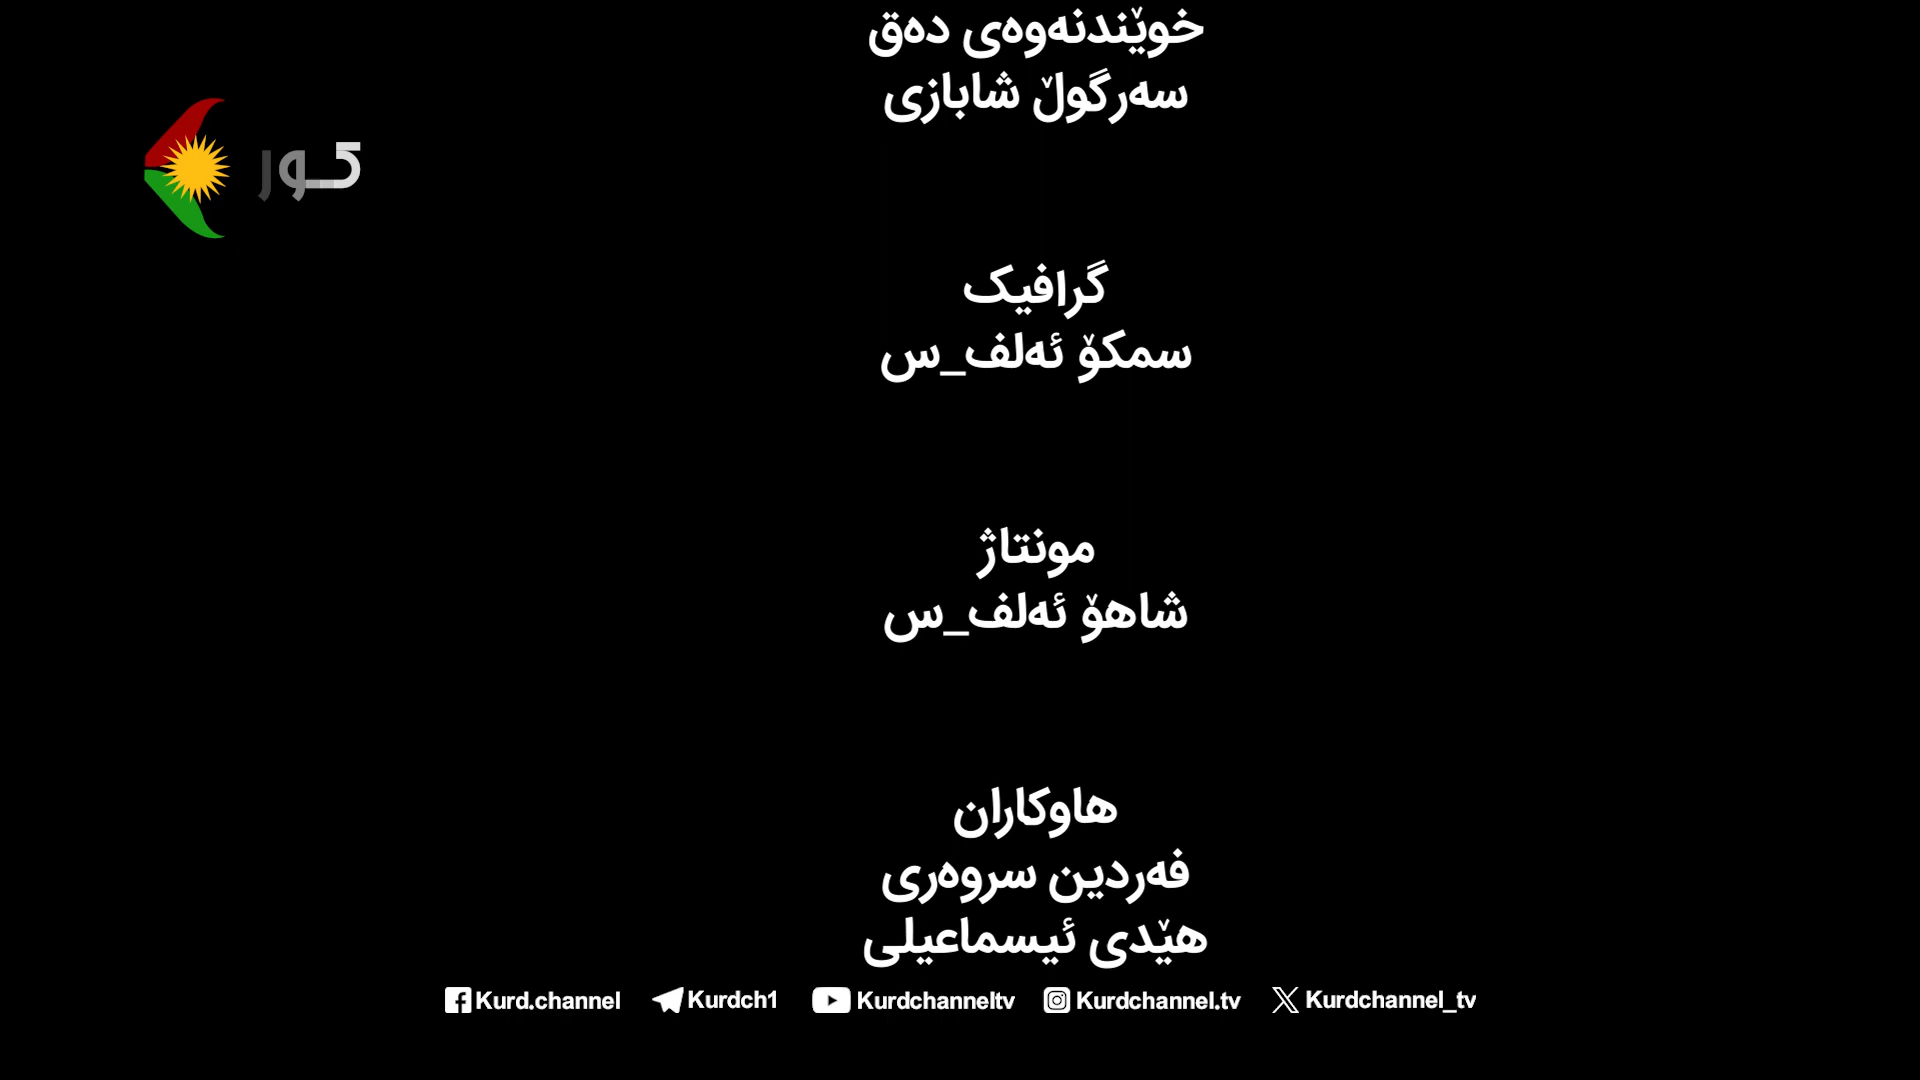 خوێندنەوەی دەق
سەرگوڵ شابازی
گرافیک
سمکۆ ئەلف_س
مونتاژ
شاهۆ ئەلف_س
هاوکاران
فەردین سروەری
هێدی ئیسماعیلی
Kurd.channel Kurdch1 Kurdchanneltv Kurdchannel.tv Kurdchannel_tv